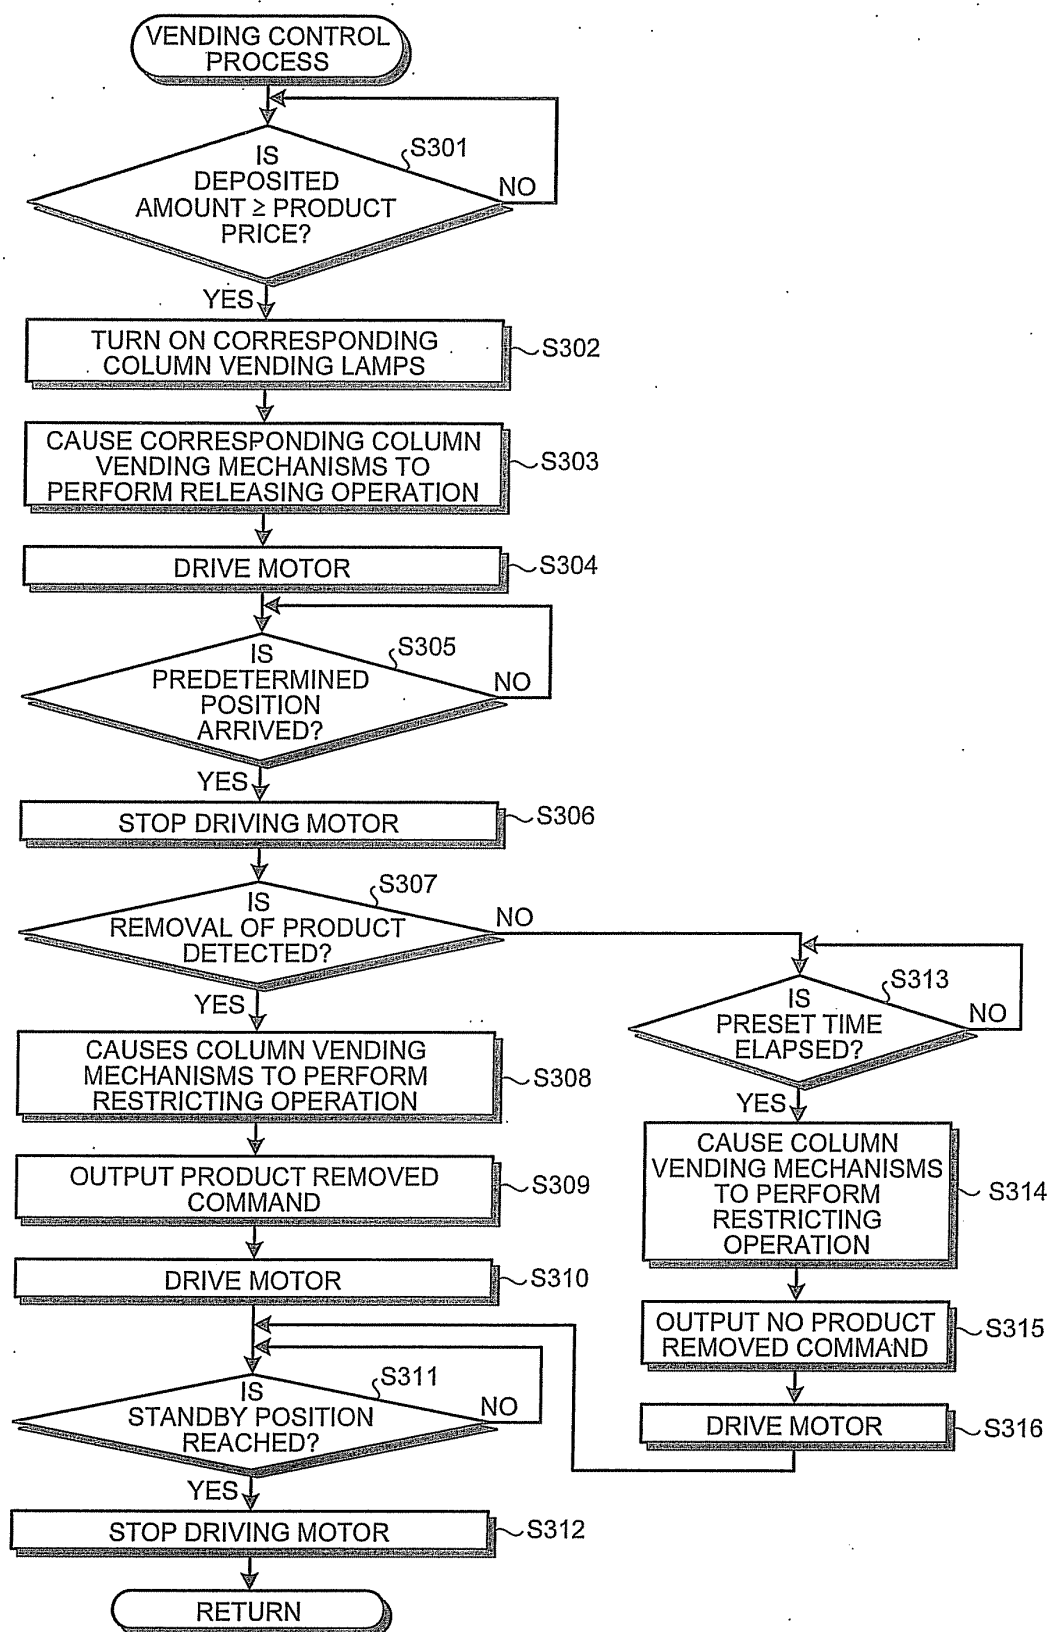 VENDING CONTROL
PROCESS
S301
IS
DEPOSITED
AMOUNT ≥ PRODUCT
PRICE?
NO
YES
TURN ON CORRESPONDING
COLUMN VENDING LAMPS
S302
CAUSE CORRESPONDING COLUMN
VENDING MECHANISMS TO
PERFORM RELEASING OPERATION
S303
DRIVE MOTOR
S304
S305
IS
PREDETERMINED
POSITION
ARRIVED?
NO
YES
STOP DRIVING MOTOR
S306
S307
IS
REMOVAL OF PRODUCT
DETECTED?
NO
YES
CAUSES COLUMN VENDING
MECHANISMS TO PERFORM
RESTRICTING OPERATION
S308
OUTPUT PRODUCT REMOVED
COMMAND
S309
DRIVE MOTOR
S310
S311
IS
STANDBY POSITION
REACHED?
NO
YES
STOP DRIVING MOTOR
S312
RETURN
S313
IS
PRESET TIME
ELAPSED?
NO
YES
CAUSE COLUMN
VENDING MECHANISMS
TO PERFORM
RESTRICTING
OPERATION
S314
OUTPUT NO PRODUCT
REMOVED COMMAND
S315
DRIVE MOTOR
S316